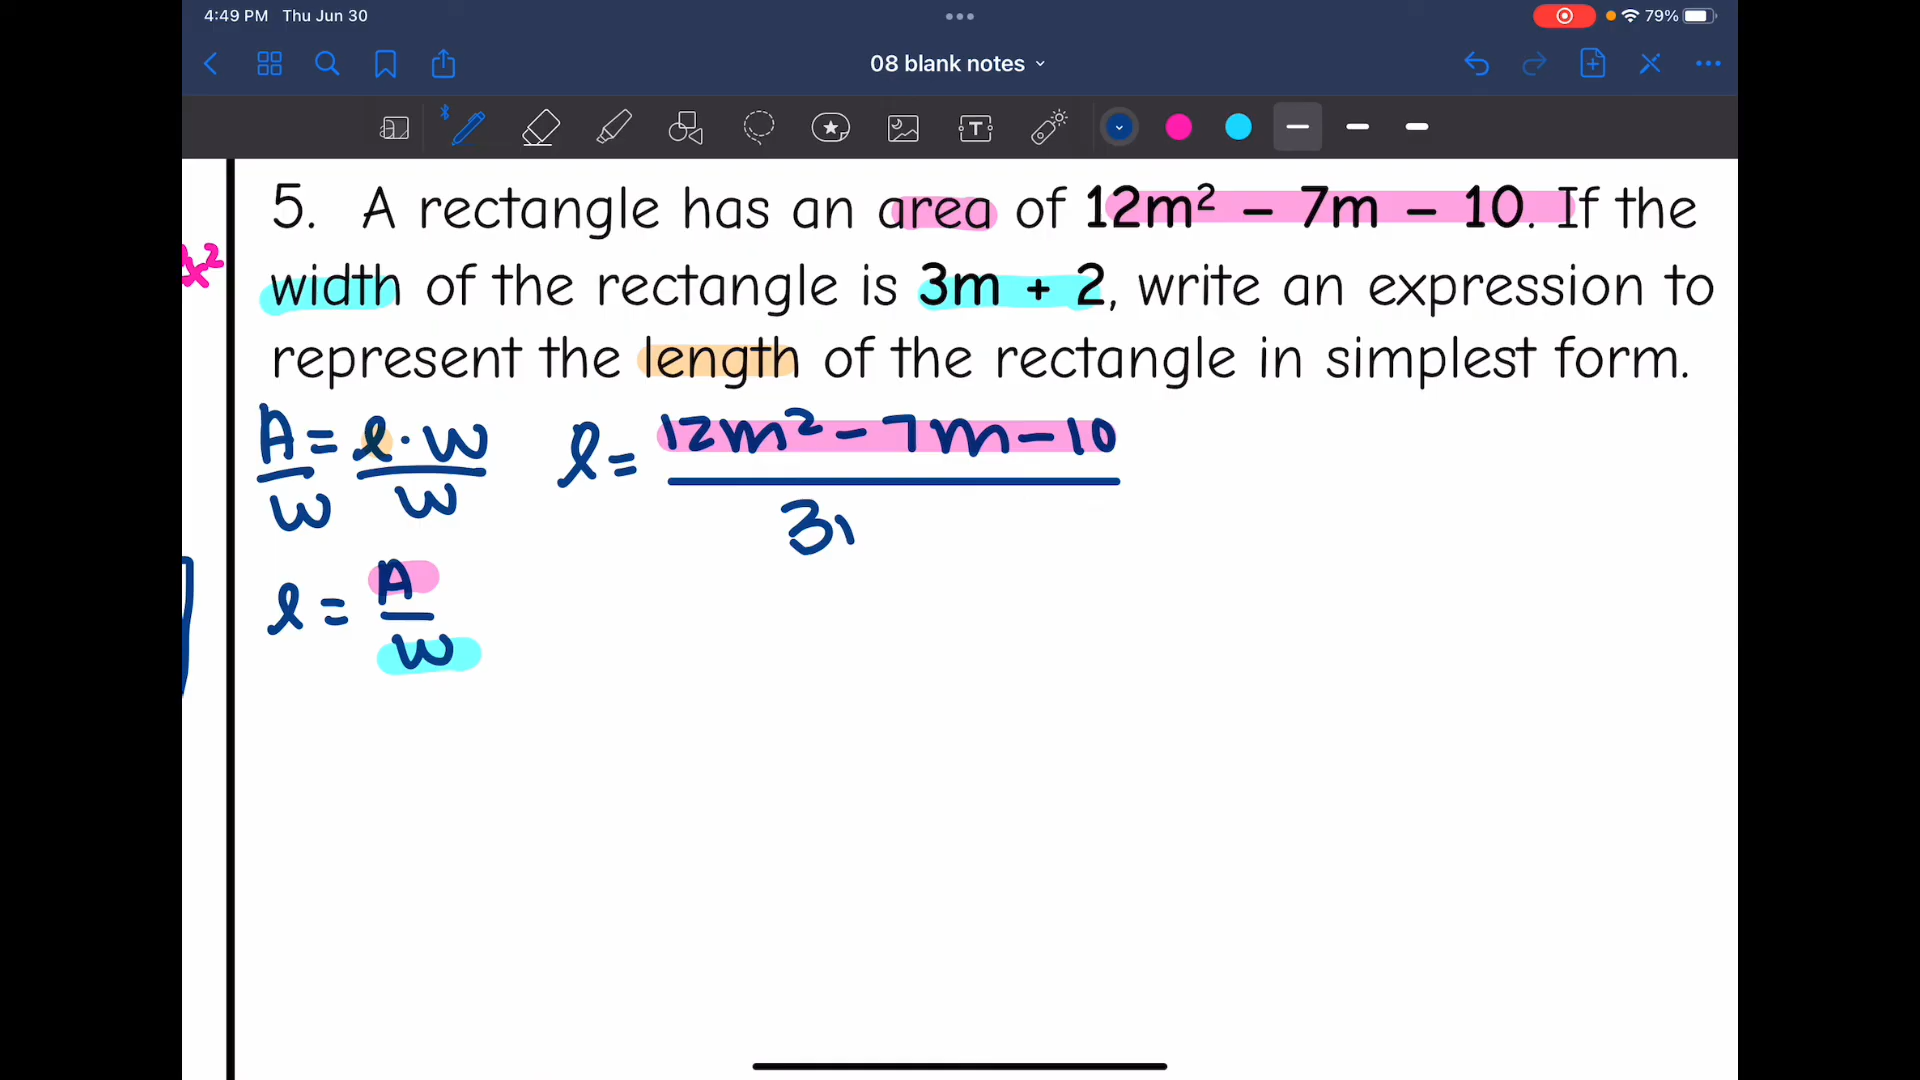 4:49 PM Thu Jun 30
79%
08 blank notes
T
x²
5. A rectangle has an area of 12m² – 7m – 10. If the
width of the rectangle is 3m + 2, write an expression to
represent the length of the rectangle in simplest form.
A = l · w
w w
l = 12m² – 7m – 10
3
l = A
w